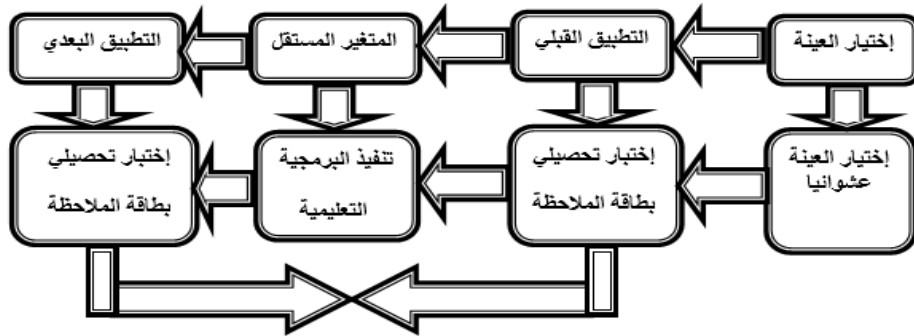 إختيار العينة
التطبيق القبلي
المتغير المستقل
التطبيق البعدي
إختيار العينة
عشوائيا
إختبار تحصيلي
بطاقة الملاحظة
تنفيذ البرمجية
التعليمية
إختبار تحصيلي
بطاقة الملاحظة